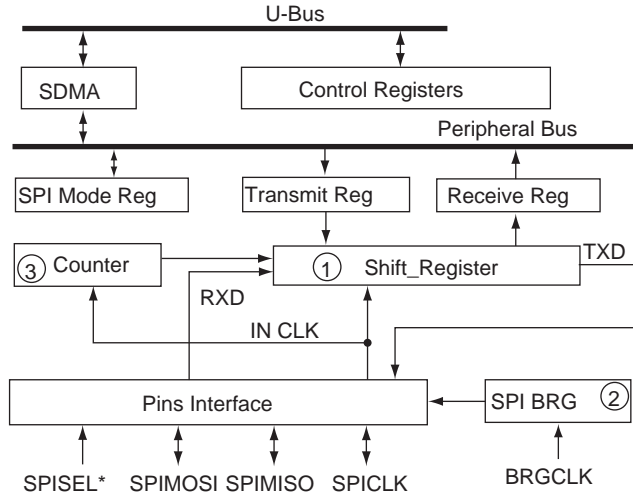 U-Bus
SDMA
Control Registers
Peripheral Bus
SPI Mode Reg
Transmit Reg
Receive Reg
3 Counter
1 Shift_Register
TXD
RXD
IN CLK
Pins Interface
SPI BRG 2
SPISEL*
SPIMOSI
SPIMISO
SPICLK
BRGCLK